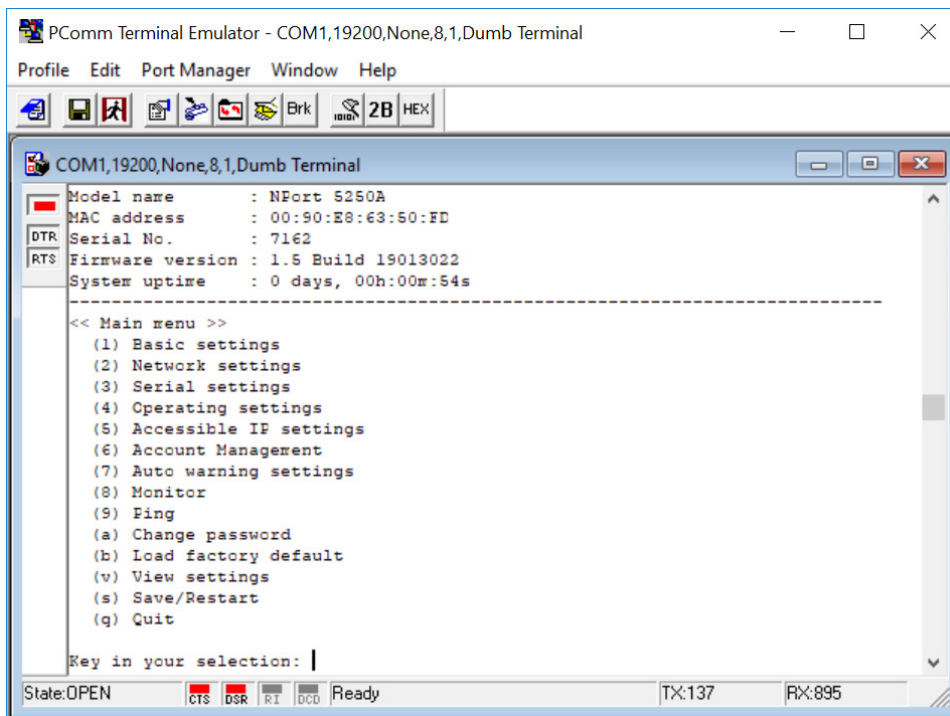 PComm Terminal Emulator - COM1,19200,None,8,1,Dumb Terminal
Profile Edit Port Manager Window Help
Brk 2B HEX
COM1,19200,None,8,1,Dumb Terminal
Model name : NPort 5250A
MAC address : 00:90:E8:63:50:FD
DTR Serial No. : 7162
RTS Firmware version : 1.5 Build 19013022
System uptime : 0 days, 00h:00m:54s
-----------------------------------------------------------------------------
<< Main menu >>
(1) Basic settings
(2) Network settings
(3) Serial settings
(4) Operating settings
(5) Accessible IP settings
(6) Account Management
(7) Auto warning settings
(8) Monitor
(9) Ping
(a) Change password
(b) Load factory default
(v) View settings
(s) Save/Restart
(q) Quit
Key in your selection:
State:OPEN CTS DSR RI DCD Ready TX:137 RX:895